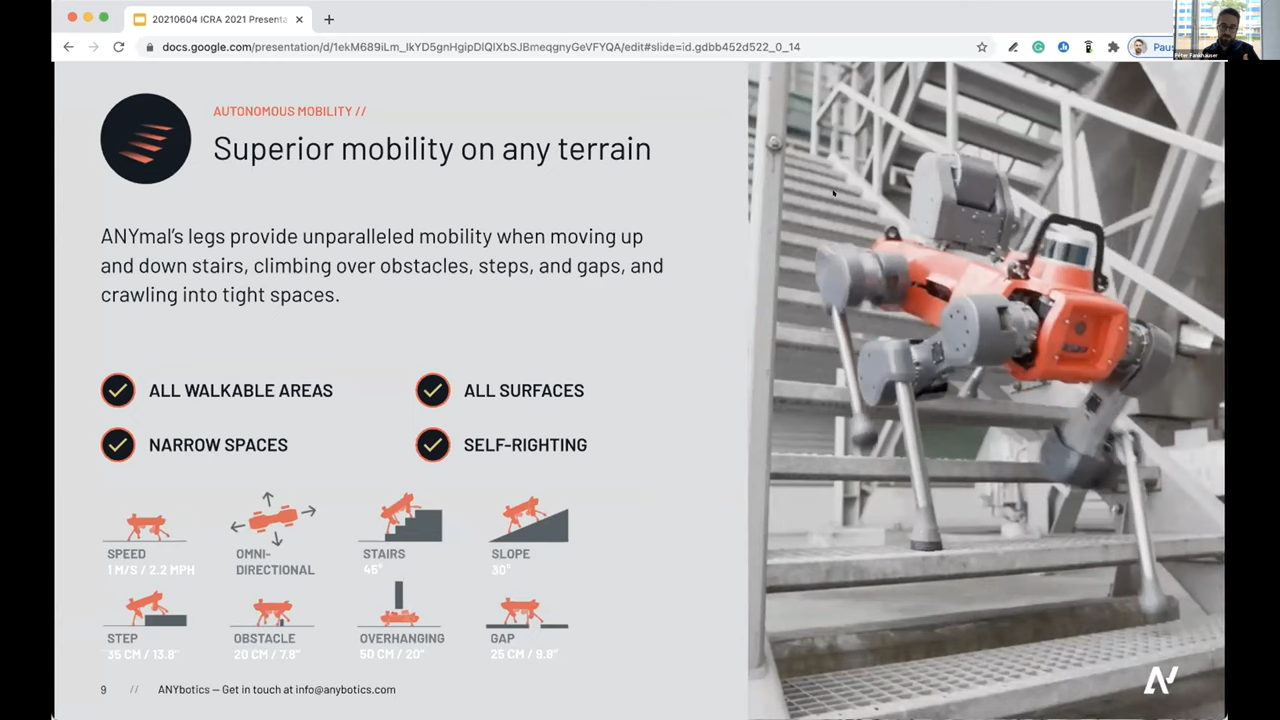 20210604 ICRA 2021 Presenta
docs.google.com/presentation/d/1ekM689iLm_IkYD5gnHgipDIQIXbSJBmeqgnyGeVFYQA/edit#slide=id.gdbb452d522_0_14
Paus
Péter Fankhauser
AUTONOMOUS MOBILITY //
Superior mobility on any terrain
ANYmal's legs provide unparalleled mobility when moving up
and down stairs, climbing over obstacles, steps, and gaps, and
crawling into tight spaces.
ALL WALKABLE AREAS
ALL SURFACES
NARROW SPACES
SELF-RIGHTING
SPEED
1 M/S / 2.2 MPH
OMNI-
DIRECTIONAL
STAIRS
45°
SLOPE
30°
STEP
35 CM / 13.8"
OBSTACLE
20 CM / 7.8"
OVERHANGING
50 CM / 20"
GAP
25 CM / 9.8"
9 // ANYbotics — Get in touch at info@anybotics.com